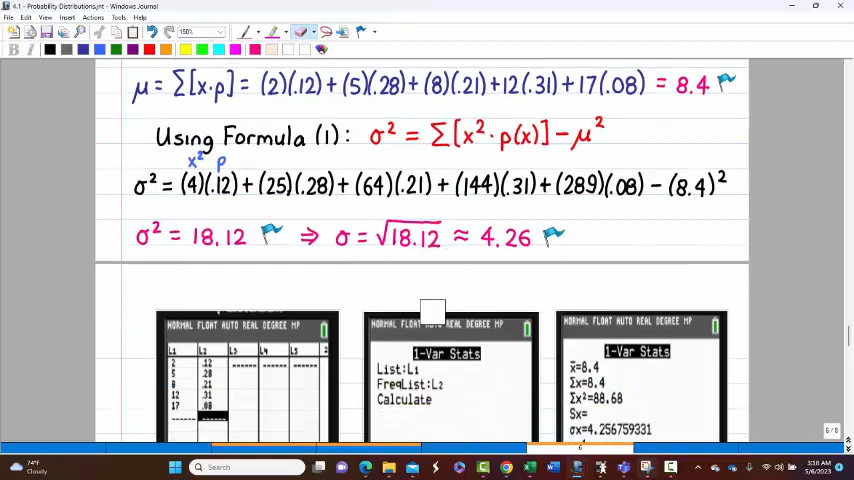 4.1 - Probability Distributions.jnt - Windows Journal
File Edit View Insert Actions Tools Help
150%
B I
μ = Σ[x·p] = (2)(.12)+(5)(.28)+(8)(.21)+12(.31)+17(.08) = 8.4
Using Formula (1): σ² = Σ[x²·p(x)] − μ²
x² p
σ² = (4)(.12)+(25)(.28)+(64)(.21)+(144)(.31)+(289)(.08) − (8.4)²
σ² = 18.12 ⇒ σ = √18.12 ≈ 4.26
NORMAL FLOAT AUTO REAL DEGREE MP
L1 L2 L3 L4 L5 2
2 .12
5 .28
8 .21
12 .31
17 .08
NORMAL FLOAT AUTO REAL DEGREE MP
1-Var Stats
List:L1
FreqList:L2
Calculate
NORMAL FLOAT AUTO REAL DEGREE MP
1-Var Stats
x̄=8.4
Σx=8.4
Σx²=88.68
Sx=
σx=4.256759331
6/8
6
74°F
Cloudy
Search
3:38 AM
5/6/2023